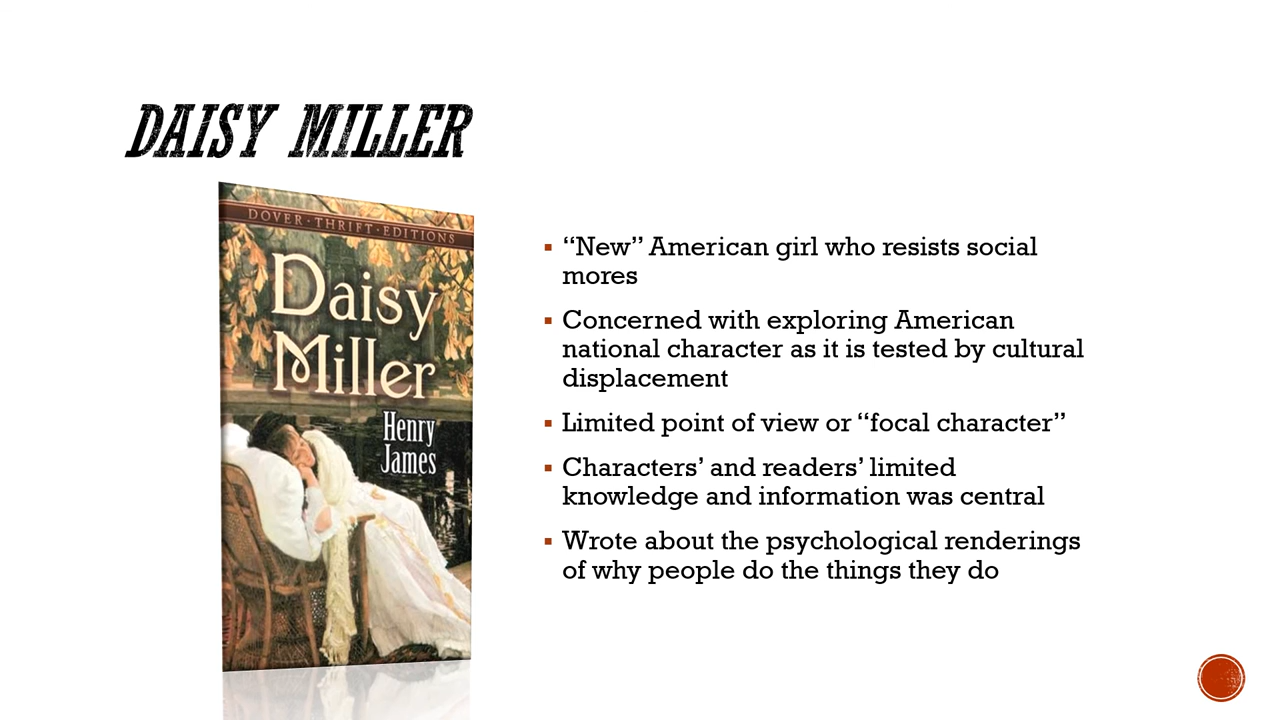 DAISY MILLER
DOVER · THRIFT · EDITIONS
Daisy
Miller
Henry
James
▪ “New” American girl who resists social
mores
▪ Concerned with exploring American
national character as it is tested by cultural
displacement
▪ Limited point of view or “focal character”
▪ Characters’ and readers’ limited
knowledge and information was central
▪ Wrote about the psychological renderings
of why people do the things they do